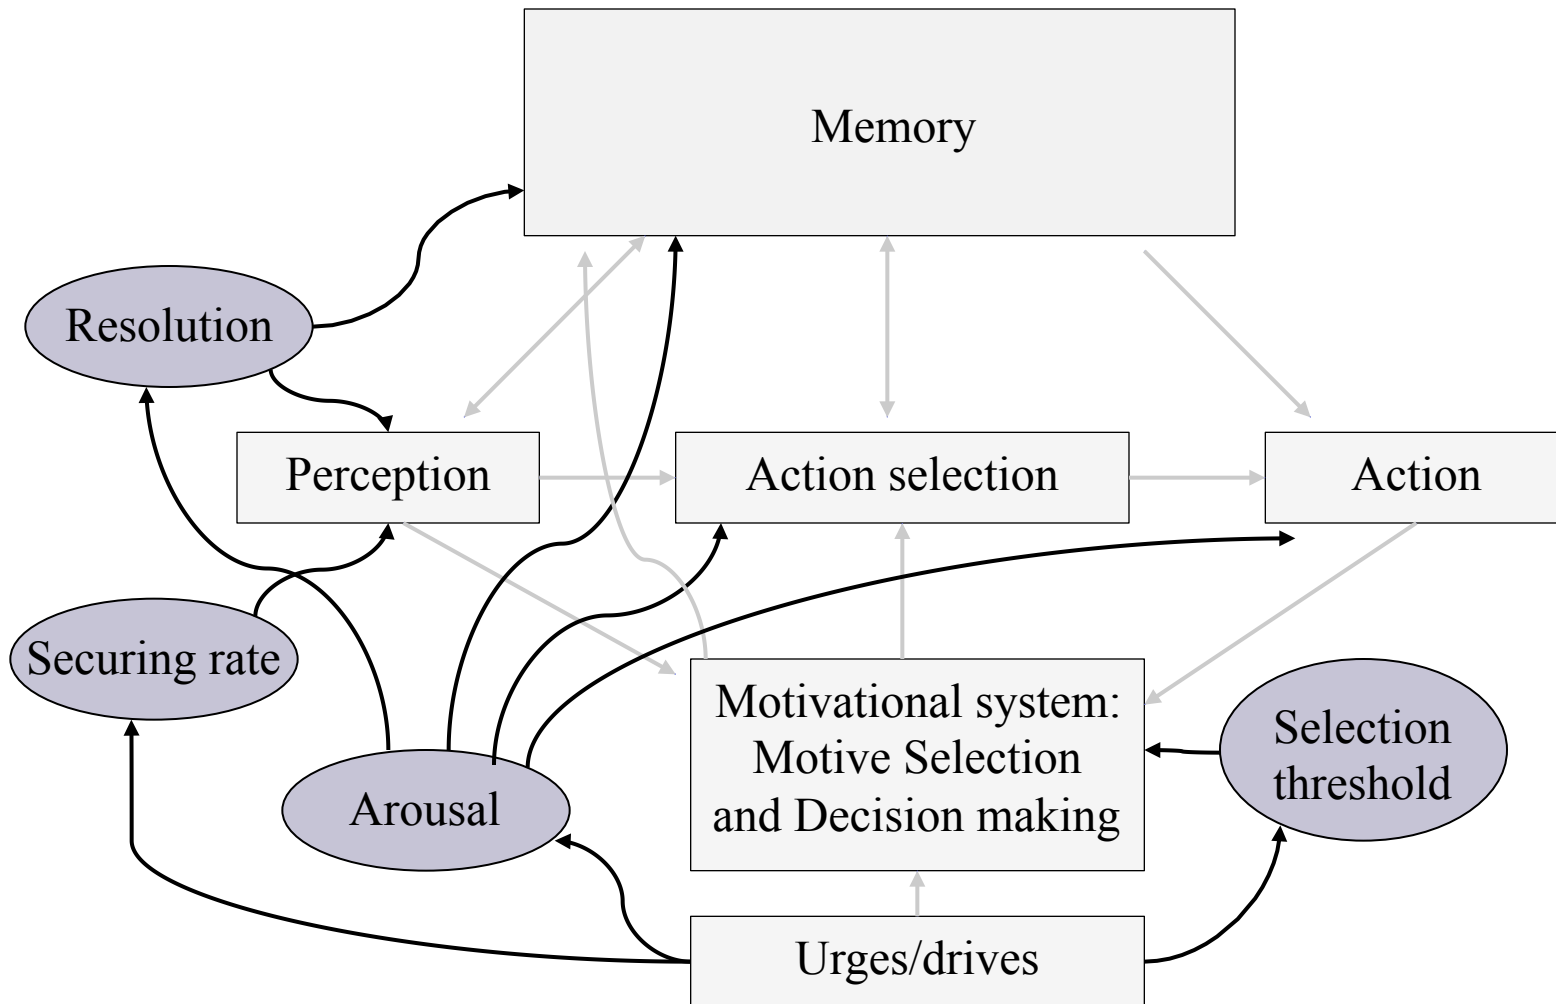 Memory
Resolution
Perception
Action selection
Action
Securing rate
Motivational system:
Motive Selection
and Decision making
Selection
threshold
Arousal
Urges/drives